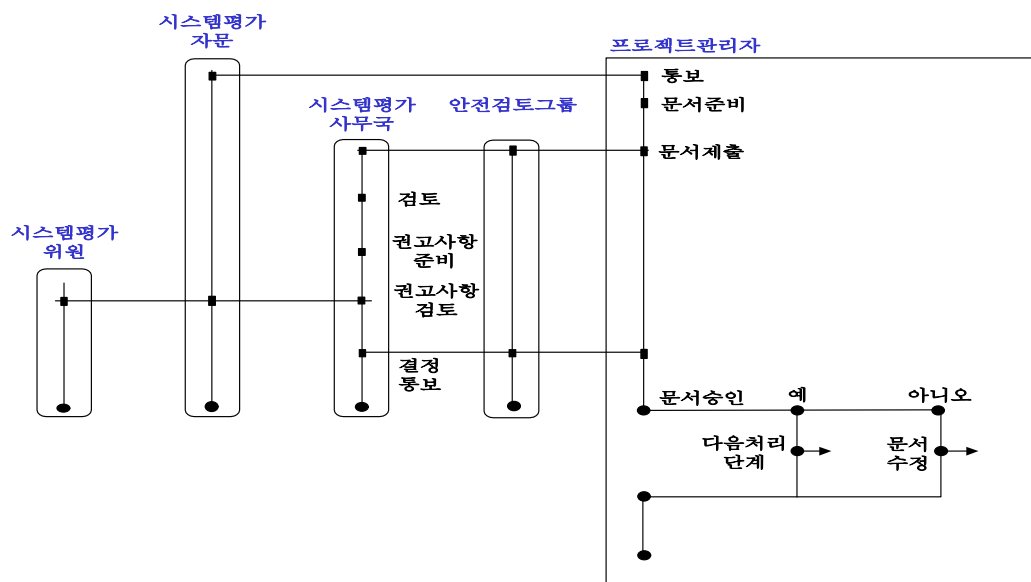 시스템평가
자문
프로젝트관리자
통보
시스템평가
사무국
안전검토그룹
문서준비
문서제출
검토
시스템평가
위원
권고사항
준비
권고사항
검토
결정
통보
문서승인
예
아니오
다음처리
단계
문서
수정